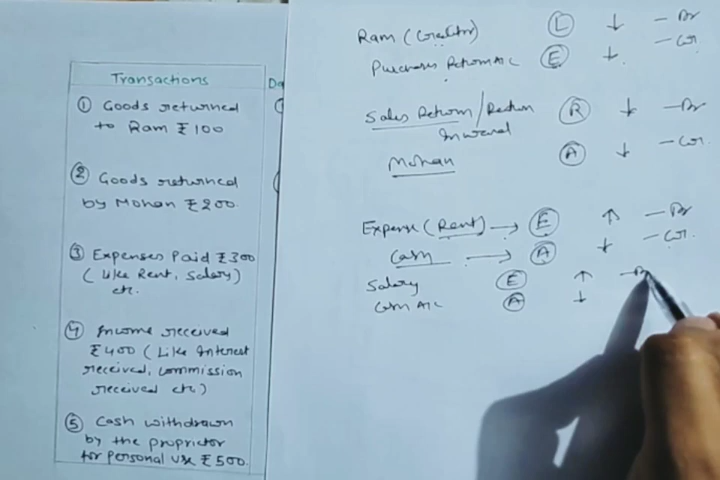 Transactions
① Goods returned
to Ram ₹100
② Goods returned
by Mohan ₹200.
③ Expenses Paid ₹300
(Like Rent, Salary)
etc.
④ Income received
₹400 (Like Interest
received, commission
received etc)
⑤ Cash withdrawn
by the proprietor
for personal use ₹500.
Da
Ram (Creditor) L ↓ - Dr
Purchases Return A/c E ↓ - Cr.
Sales Return / Return R ↓ - Dr
Inward
Mohan A ↓ - Cr.
Expense (Rent) → E ↑ - Dr
Cash → A ↓ - Cr.
Salary E ↑
Cash A/c A ↓